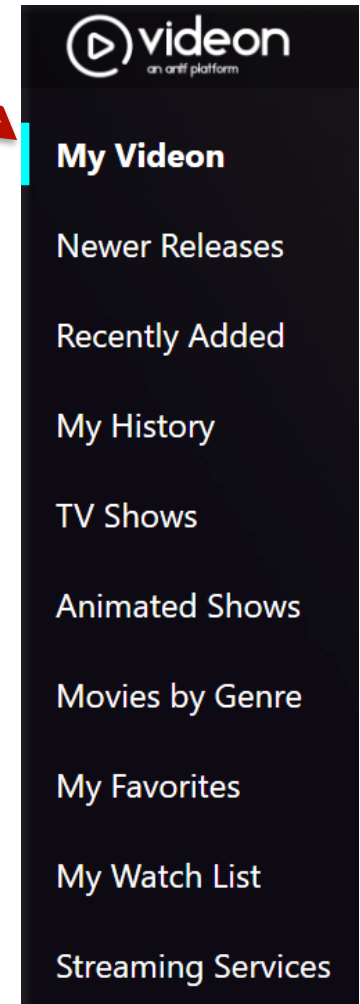 videon
an antf platform
My Videon
Newer Releases
Recently Added
My History
TV Shows
Animated Shows
Movies by Genre
My Favorites
My Watch List
Streaming Services